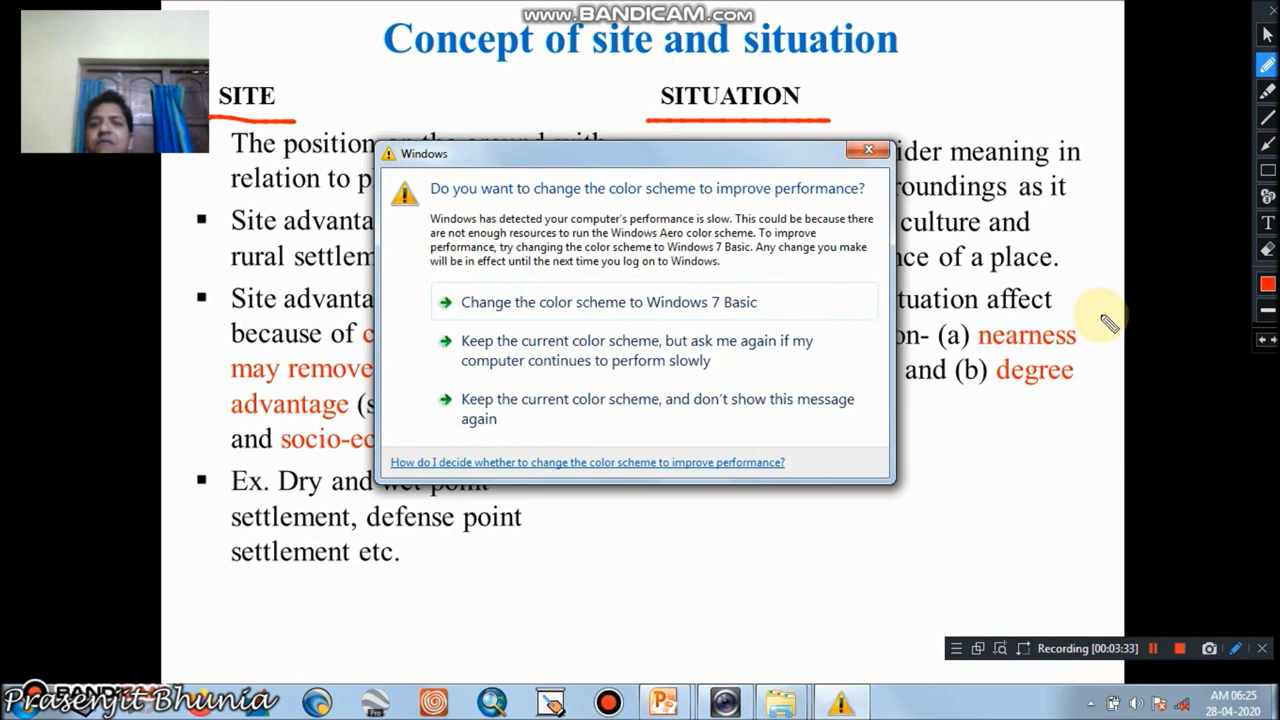 www.BANDICAM.com
Concept of site and situation
SITE
SITUATION
The position on the ground with
relation to p
Site advanta
rural settlem
Site advanta
because of c
may remove
advantage (s
and socio-ec
Ex. Dry and wet point
settlement, defense point
settlement etc.
ider meaning in
roundings as it
culture and
nce of a place.
tuation affect
on- (a) nearness
and (b) degree
Windows
Do you want to change the color scheme to improve performance?
Windows has detected your computer's performance is slow. This could be because there
are not enough resources to run the Windows Aero color scheme. To improve
performance, try changing the color scheme to Windows 7 Basic. Any change you make
will be in effect until the next time you log on to Windows.
Change the color scheme to Windows 7 Basic
Keep the current color scheme, but ask me again if my
computer continues to perform slowly
Keep the current color scheme, and don't show this message
again
How do I decide whether to change the color scheme to improve performance?
Recording [00:03:33]
Prasenjit Bhunia
Pro
AM 06:25
28-04-2020